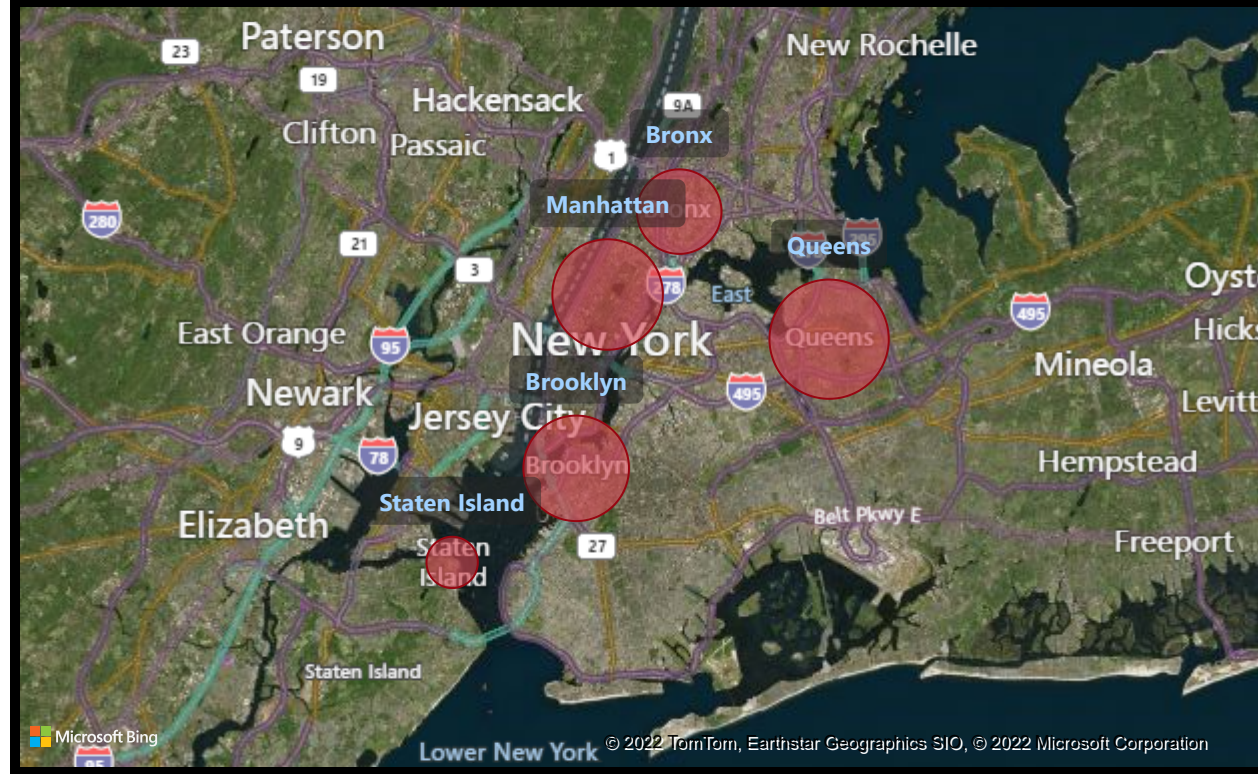 Paterson
New Rochelle
23
19
Hackensack
9A
Clifton
Passaic
Bronx
1
280
Manhattan
Bronx
21
Queens
295
3
278
East
Oyst
495
East Orange
95
New York
Queens
Hicks
Mineola
Brooklyn
Newark
495
Levitt
Jersey City
9
78
Brooklyn
Hempstead
Staten Island
Elizabeth
Belt Pkwy E
27
Freeport
Staten
Island
Staten Island
Microsoft Bing
95
Lower New York
© 2022 TomTom, Earthstar Geographics SIO, © 2022 Microsoft Corporation